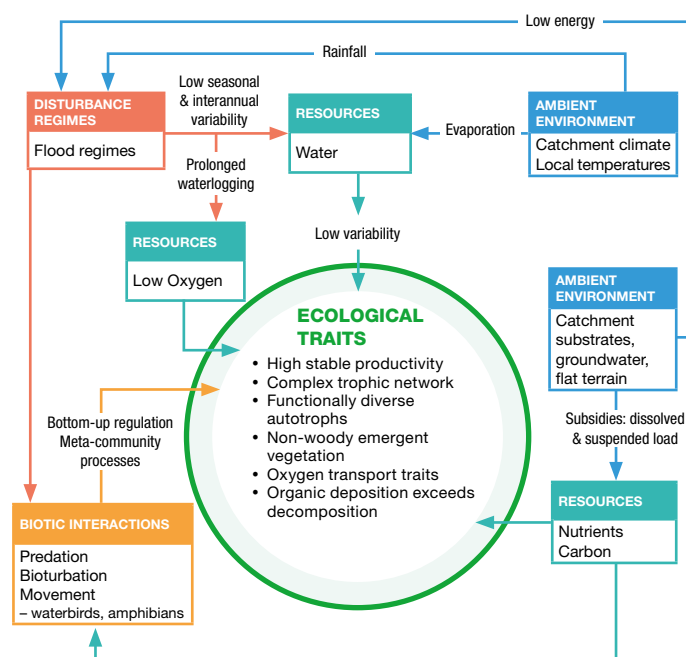 Low energy
Rainfall
DISTURBANCE
REGIMES
Flood regimes
Low seasonal
& interannual
variability
RESOURCES
Water
Evaporation
AMBIENT
ENVIRONMENT
Catchment climate
Local temperatures
Prolonged
waterlogging
RESOURCES
Low Oxygen
Low variability
AMBIENT
ENVIRONMENT
Catchment
substrates,
groundwater,
flat terrain
ECOLOGICAL
TRAITS
• High stable productivity
• Complex trophic network
• Functionally diverse
autotrophs
• Non-woody emergent
vegetation
• Oxygen transport traits
• Organic deposition exceeds
decomposition
Bottom-up regulation
Meta-community
processes
Subsidies: dissolved
& suspended load
BIOTIC INTERACTIONS
Predation
Bioturbation
Movement
– waterbirds, amphibians
RESOURCES
Nutrients
Carbon